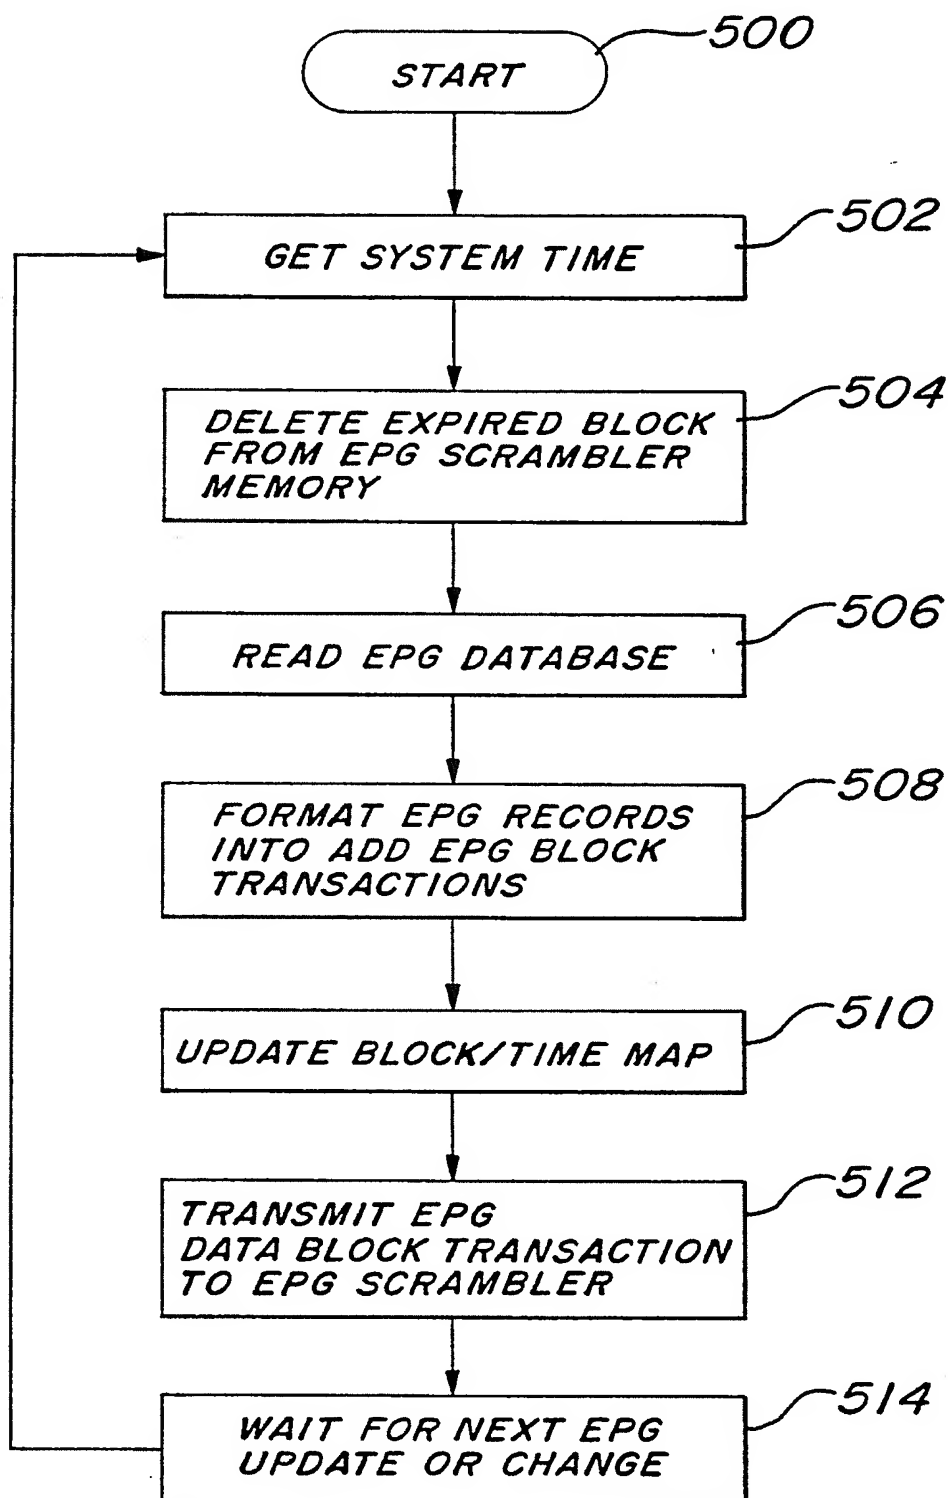 500
START
502
GET SYSTEM TIME
504
DELETE EXPIRED BLOCK
FROM EPG SCRAMBLER
MEMORY
506
READ EPG DATABASE
508
FORMAT EPG RECORDS
INTO ADD EPG BLOCK
TRANSACTIONS
510
UPDATE BLOCK/TIME MAP
512
TRANSMIT EPG
DATA BLOCK TRANSACTION
TO EPG SCRAMBLER
514
WAIT FOR NEXT EPG
UPDATE OR CHANGE